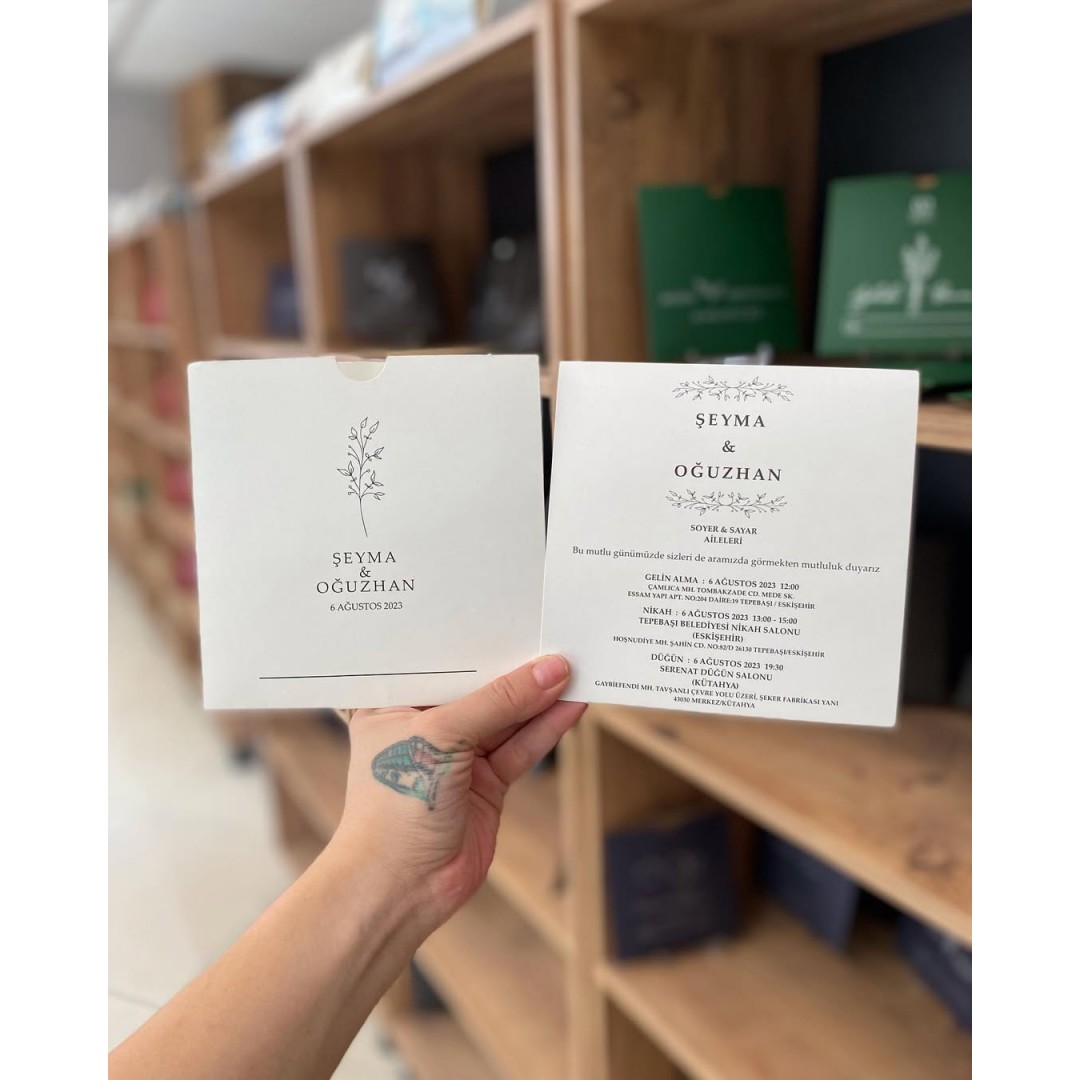 ŞEYMA
&
OĞUZHAN
6 AĞUSTOS 2023
ŞEYMA
&
OĞUZHAN
SOYER & SAYAR
AİLELERİ
Bu mutlu günümüzde sizleri de aramızda görmekten mutluluk duyarız
GELİN ALMA : 6 AĞUSTOS 2023 12:00
ÇAMLICA MH. TOMBAKZADE CD. MEDE SK.
ESSAM YAPI APT. NO:204 DAİRE:19 TEPEBAŞI / ESKİŞEHİR
NİKAH : 6 AĞUSTOS 2023 13:00 - 15:00
TEPEBAŞI BELEDİYESİ NİKAH SALONU
(ESKİŞEHİR)
HOŞNUDİYE MH. ŞAHİN CD. NO:82/D 26130 TEPEBAŞI/ESKİŞEHİR
DÜĞÜN : 6 AĞUSTOS 2023 19:30
SERENAT DÜĞÜN SALONU
(KÜTAHYA)
GAYBİEFENDİ MH. TAVŞANLI ÇEVRE YOLU ÜZERİ, ŞEKER FABRİKASI YANI
43030 MERKEZ/KÜTAHYA